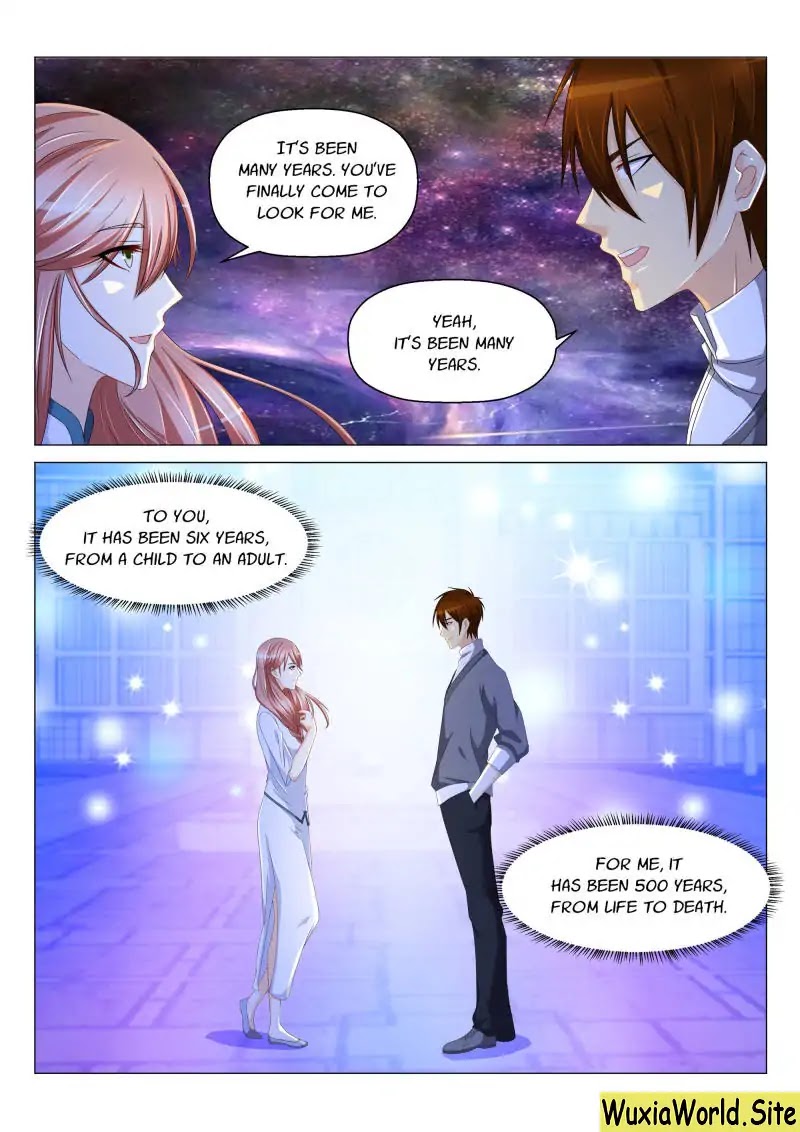 IT'S BEEN
MANY YEARS. YOU'VE
FINALLY COME TO
LOOK FOR ME.
YEAH,
IT'S BEEN MANY
YEARS.
TO YOU,
IT HAS BEEN SIX YEARS,
FROM A CHILD TO AN ADULT.
FOR ME, IT
HAS BEEN 500 YEARS,
FROM LIFE TO DEATH.
WuxiaWorld.Site